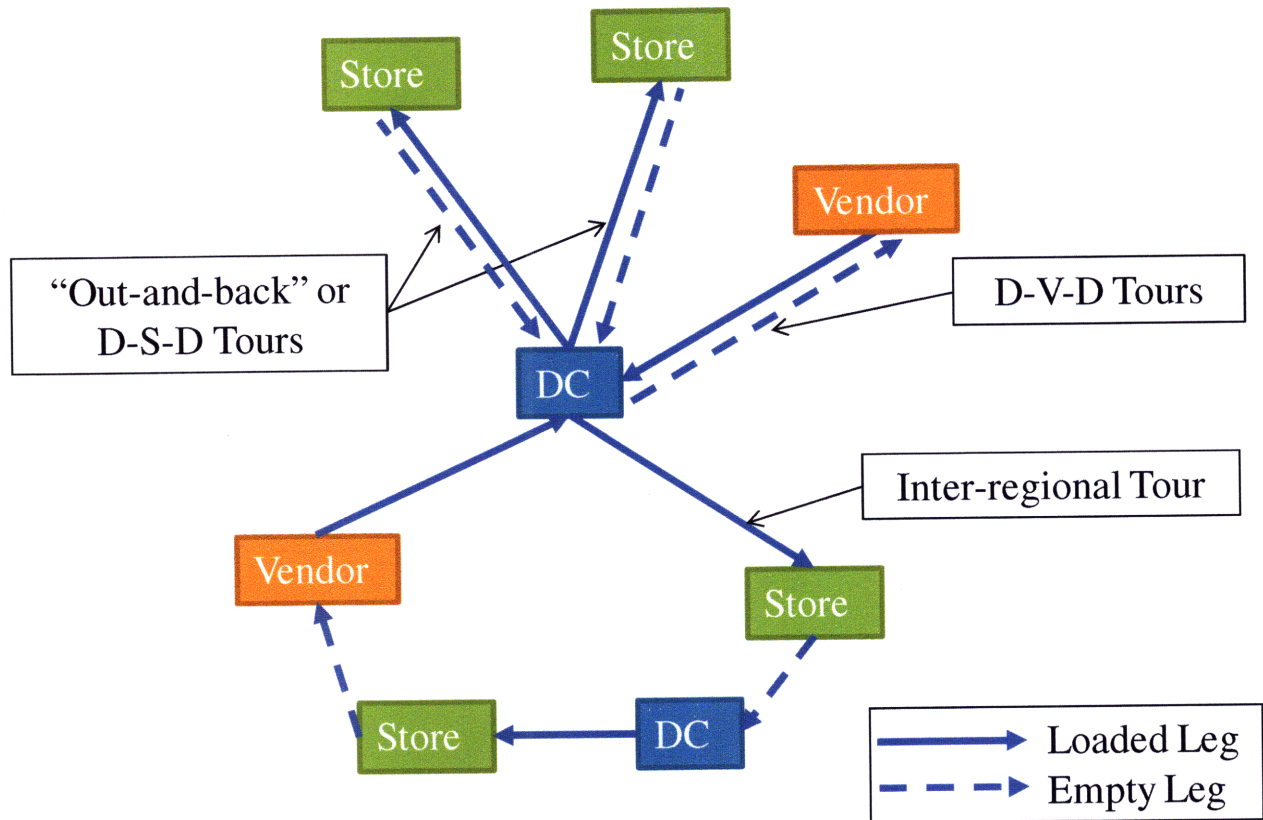 Store
Store
Vendor
“Out-and-back” or
D-S-D Tours
D-V-D Tours
DC
Inter-regional Tour
Vendor
Store
Store
DC
Loaded Leg
Empty Leg